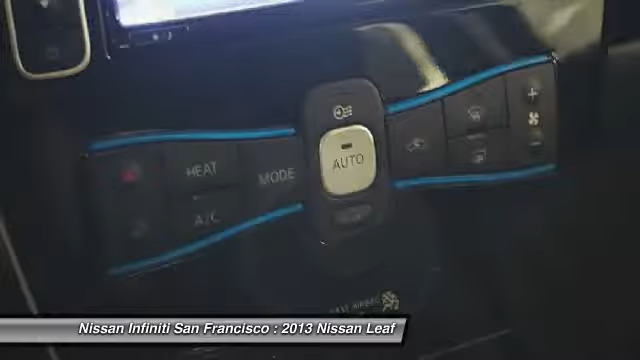 HEAT
MODE
AUTO
A/C
+
Nissan Infiniti San Francisco : 2013 Nissan Leaf